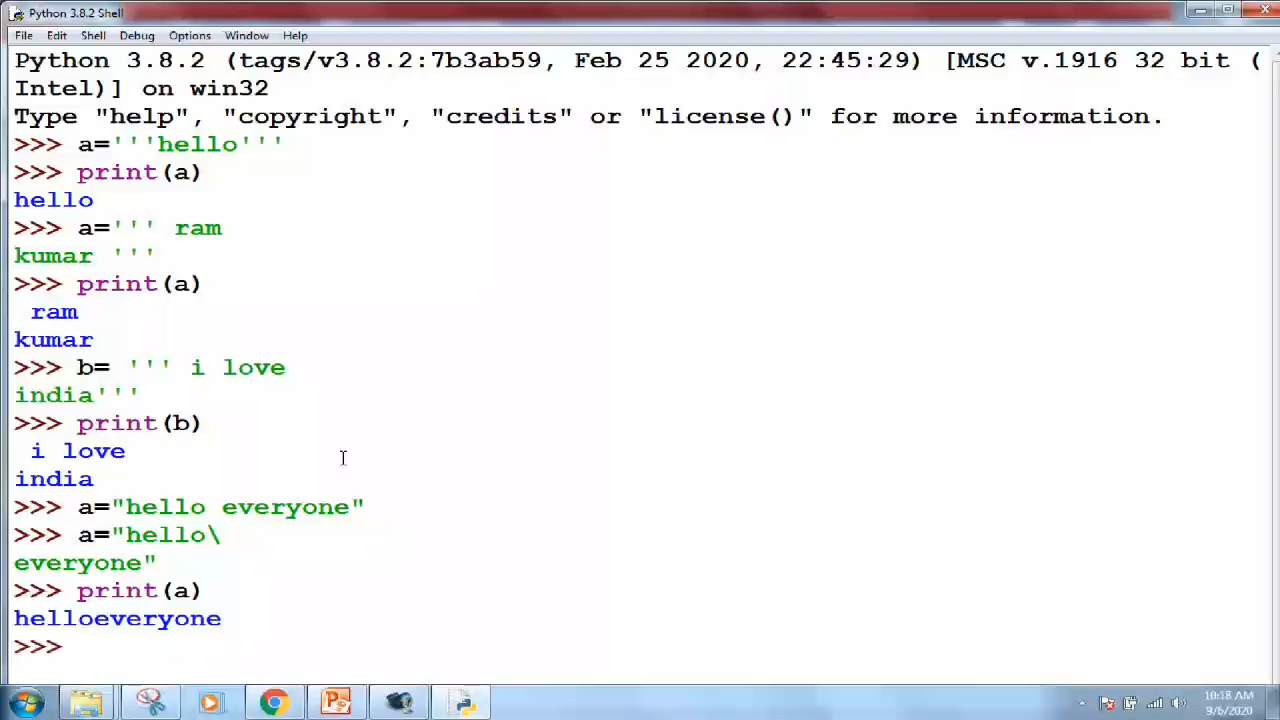 Python 3.8.2 Shell
File Edit Shell Debug Options Window Help
Python 3.8.2 (tags/v3.8.2:7b3ab59, Feb 25 2020, 22:45:29) [MSC v.1916 32 bit (
Intel)] on win32
Type "help", "copyright", "credits" or "license()" for more information.
>>> a='''hello'''
>>> print(a)
hello
>>> a=''' ram
kumar '''
>>> print(a)
 ram
kumar
>>> b= ''' i love
india'''
>>> print(b)
 i love
india
>>> a="hello everyone"
>>> a="hello\
everyone"
>>> print(a)
helloeveryone
>>>
10:18 AM
9/6/2020